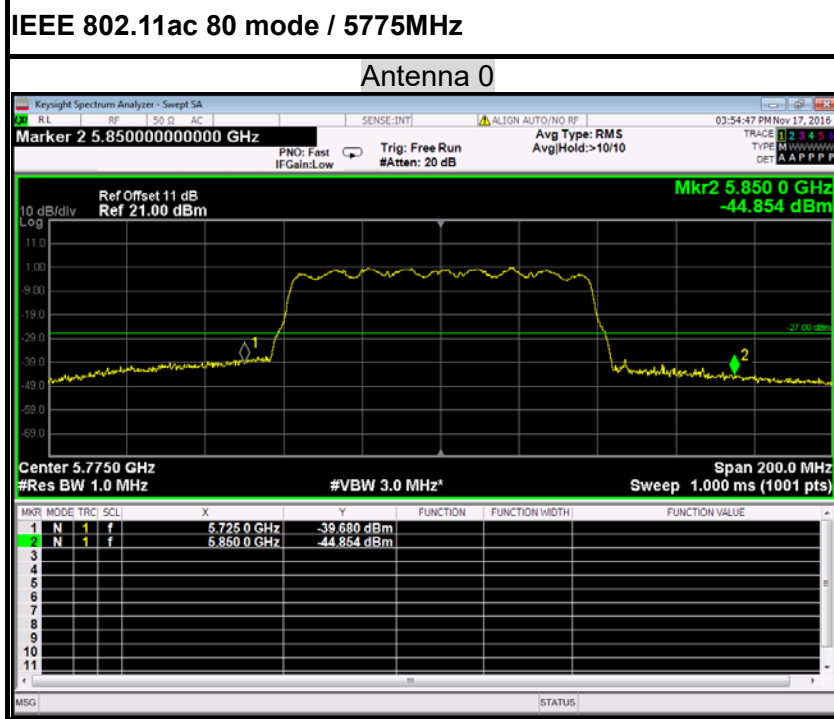 IEEE 802.11ac 80 mode / 5775MHz
Antenna 0
Keysight Spectrum Analyzer - Swept SA
RL RF 50 Ω AC SENSE:INT ALIGN AUTO/NO RF 03:54:47 PM Nov 17, 2016
Marker 2 5.850000000000 GHz
PNO: Fast
IFGain:Low
Trig: Free Run
#Atten: 20 dB
Avg Type: RMS
Avg|Hold:>10/10
TRACE 1 2 3 4 5 6
TYPE M WWWWW
DET A A P P P P
Mkr2 5.850 0 GHz
-44.854 dBm
Ref Offset 11 dB
10 dB/div Ref 21.00 dBm
Log
11.0
1.00
-9.00
-19.0
-27.00 dBm
-29.0
1
2
-39.0
-49.0
-59.0
-69.0
Center 5.7750 GHz Span 200.0 MHz
#Res BW 1.0 MHz #VBW 3.0 MHz* Sweep 1.000 ms (1001 pts)
MKR MODE TRC SCL X Y FUNCTION FUNCTION WIDTH FUNCTION VALUE
1 N 1 f 5.725 0 GHz -39.680 dBm
2 N 1 f 5.850 0 GHz -44.854 dBm
3
4
5
6
7
8
9
10
11
MSG STATUS